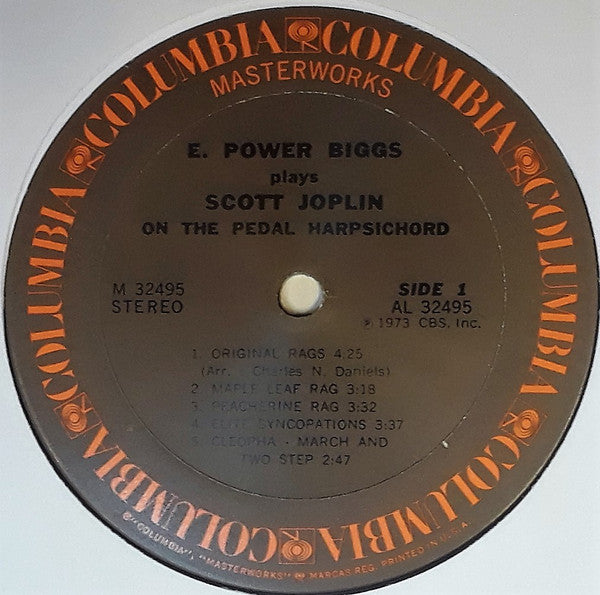 COLUMBIA COLUMBIA COLUMBIA COLUMBIA COLUMBIA COLUMBIA COLUMBIA COLUMBIA
MASTERWORKS
E. POWER BIGGS
plays
SCOTT JOPLIN
ON THE PEDAL HARPSICHORD
M 32495
STEREO
SIDE 1
AL 32495
℗ 1973 CBS, Inc.
1. ORIGINAL RAGS 4:25
(Arr. Charles N. Daniels)
2. MAPLE LEAF RAG 3:18
3. PEACHERINE RAG 3:32
4. ELITE SYNCOPATIONS 3:37
5. CLEOPHA - MARCH AND
TWO STEP 2:47
® "COLUMBIA", "MASTERWORKS" MARCAS REG. PRINTED IN U.S.A.